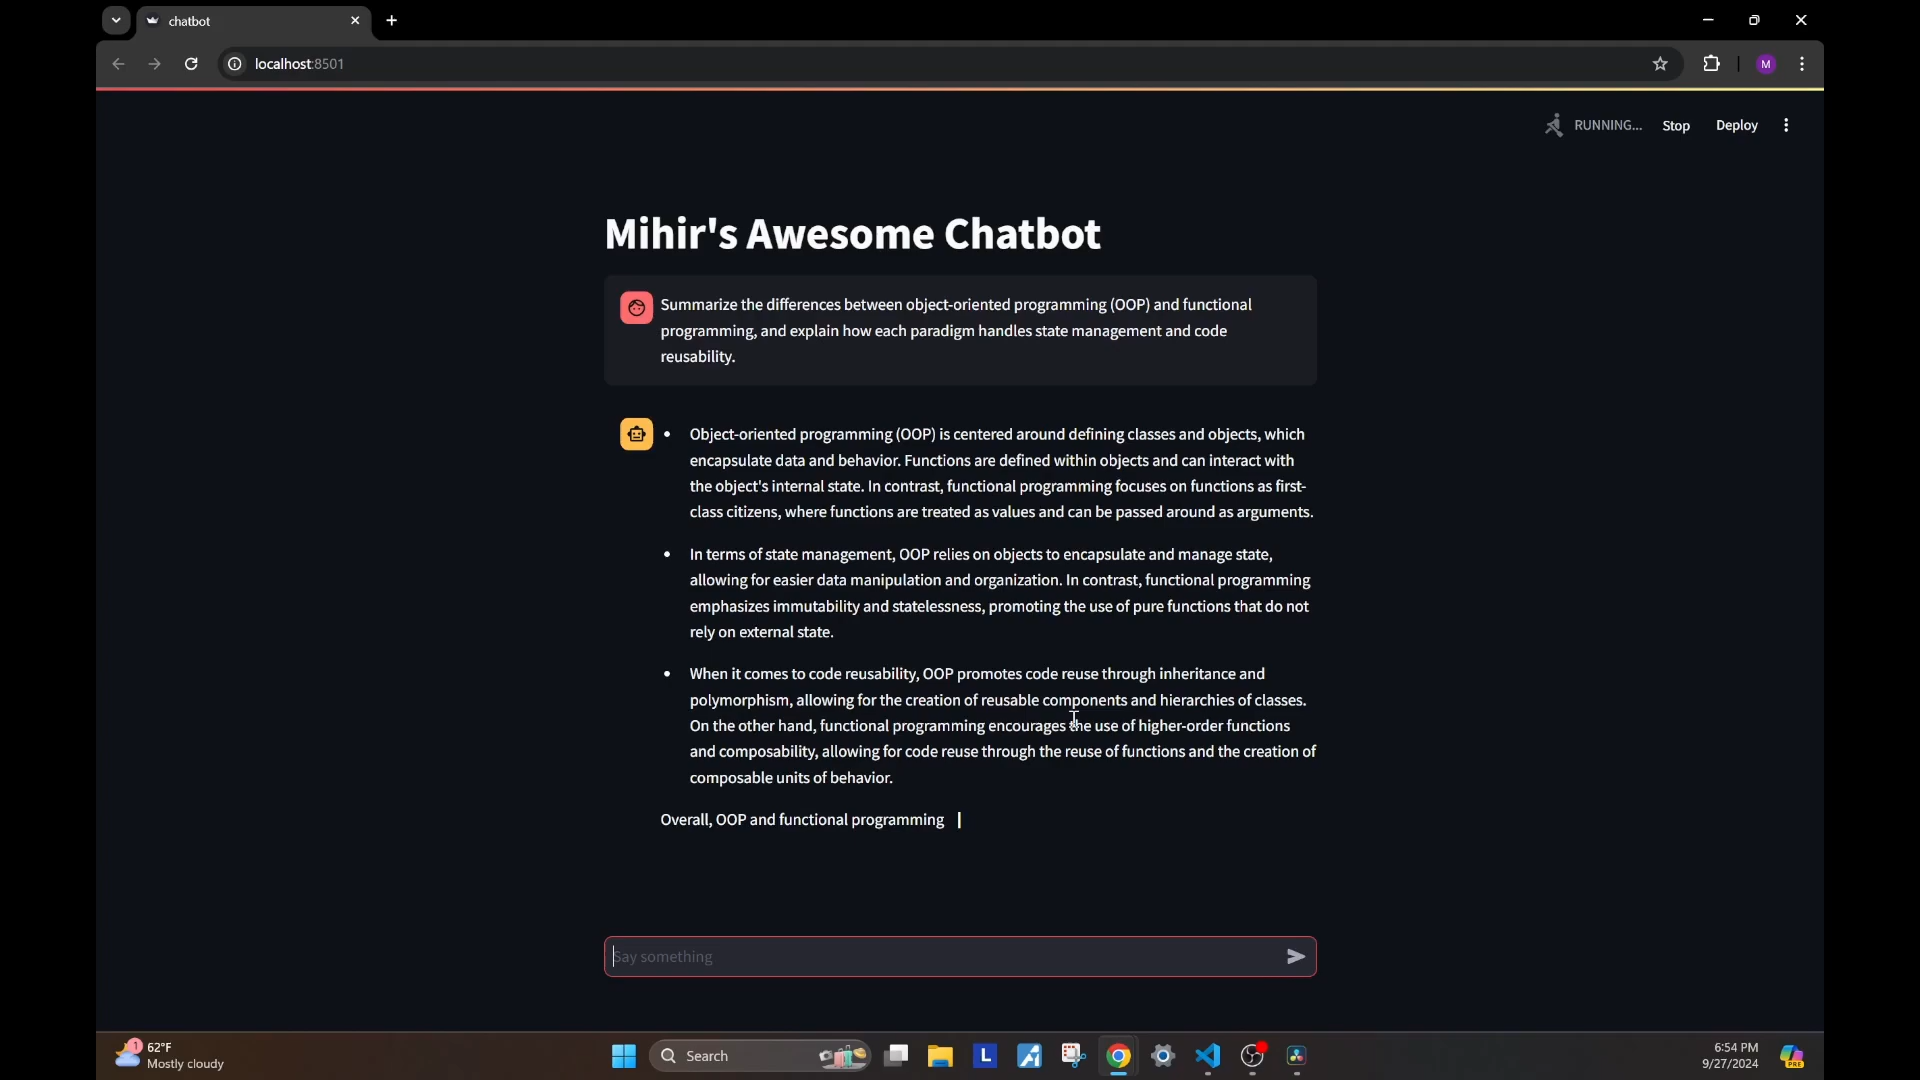 chatbot
localhost:8501
M
RUNNING...
Stop
Deploy
Mihir's Awesome Chatbot
Summarize the differences between object-oriented programming (OOP) and functional
programming, and explain how each paradigm handles state management and code
reusability.
• Object-oriented programming (OOP) is centered around defining classes and objects, which
encapsulate data and behavior. Functions are defined within objects and can interact with
the object's internal state. In contrast, functional programming focuses on functions as first-
class citizens, where functions are treated as values and can be passed around as arguments.
• In terms of state management, OOP relies on objects to encapsulate and manage state,
allowing for easier data manipulation and organization. In contrast, functional programming
emphasizes immutability and statelessness, promoting the use of pure functions that do not
rely on external state.
• When it comes to code reusability, OOP promotes code reuse through inheritance and
polymorphism, allowing for the creation of reusable components and hierarchies of classes.
On the other hand, functional programming encourages the use of higher-order functions
and composability, allowing for code reuse through the reuse of functions and the creation of
composable units of behavior.
Overall, OOP and functional programming
Say something
1
62°F
Mostly cloudy
Search
L
6:54 PM
9/27/2024
PRE